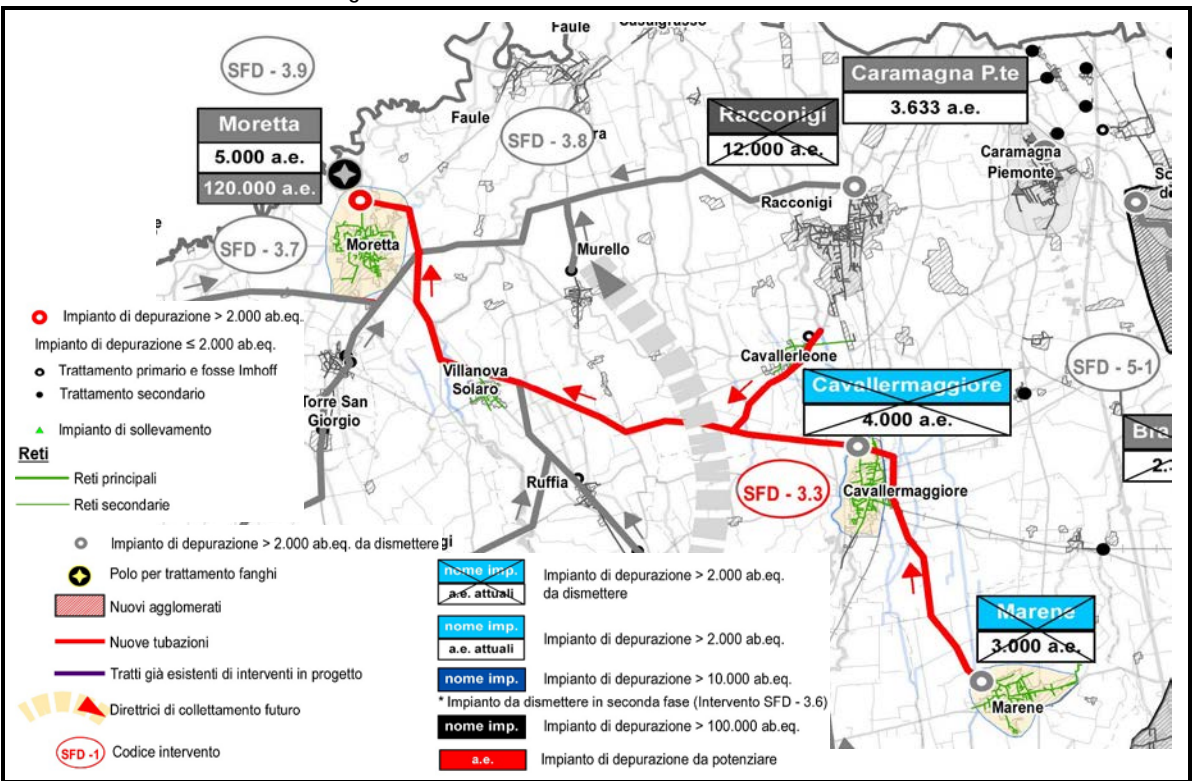 Faule
SFD - 3.9
Moretta
5.000 a.e.
120.000 a.e.
Faule
SFD - 3.8
Racconigi
12.000 a.e.
Caramagna P.te
3.633 a.e.
Caramagna
Piemonte
SFD - 3.7
Moretta
Murello
Racconigi
Impianto di depurazione > 2.000 ab.eq.
Impianto di depurazione ≤ 2.000 ab.eq.
Trattamento primario e fosse Imhoff
Trattamento secondario
Impianto di sollevamento
Reti
Reti principali
Reti secondarie
Villanova
Solaro
Torre San
Giorgio
Ruffia
Cavallerleone
Cavallermaggiore
4.000 a.e.
SFD - 5-1
Bra
SFD - 3.3
Cavallermaggiore
Marene
3.000 a.e.
Marene
Impianto di depurazione > 2.000 ab.eq. da dismettere
gi
Polo per trattamento fanghi
Nuovi agglomerati
Nuove tubazioni
Tratti già esistenti di interventi in progetto
Direttrici di collettamento futuro
SFD -1
Codice intervento
nome imp.
a.e. attuali
Impianto di depurazione > 2.000 ab.eq.
da dismettere
nome imp.
a.e. attuali
Impianto di depurazione > 2.000 ab.eq.
nome imp.
Impianto di depurazione > 10.000 ab.eq.
* Impianto da dismettere in seconda fase (Intervento SFD - 3.6)
nome imp.
Impianto di depurazione > 100.000 ab.eq.
a.e.
Impianto di depurazione da potenziare